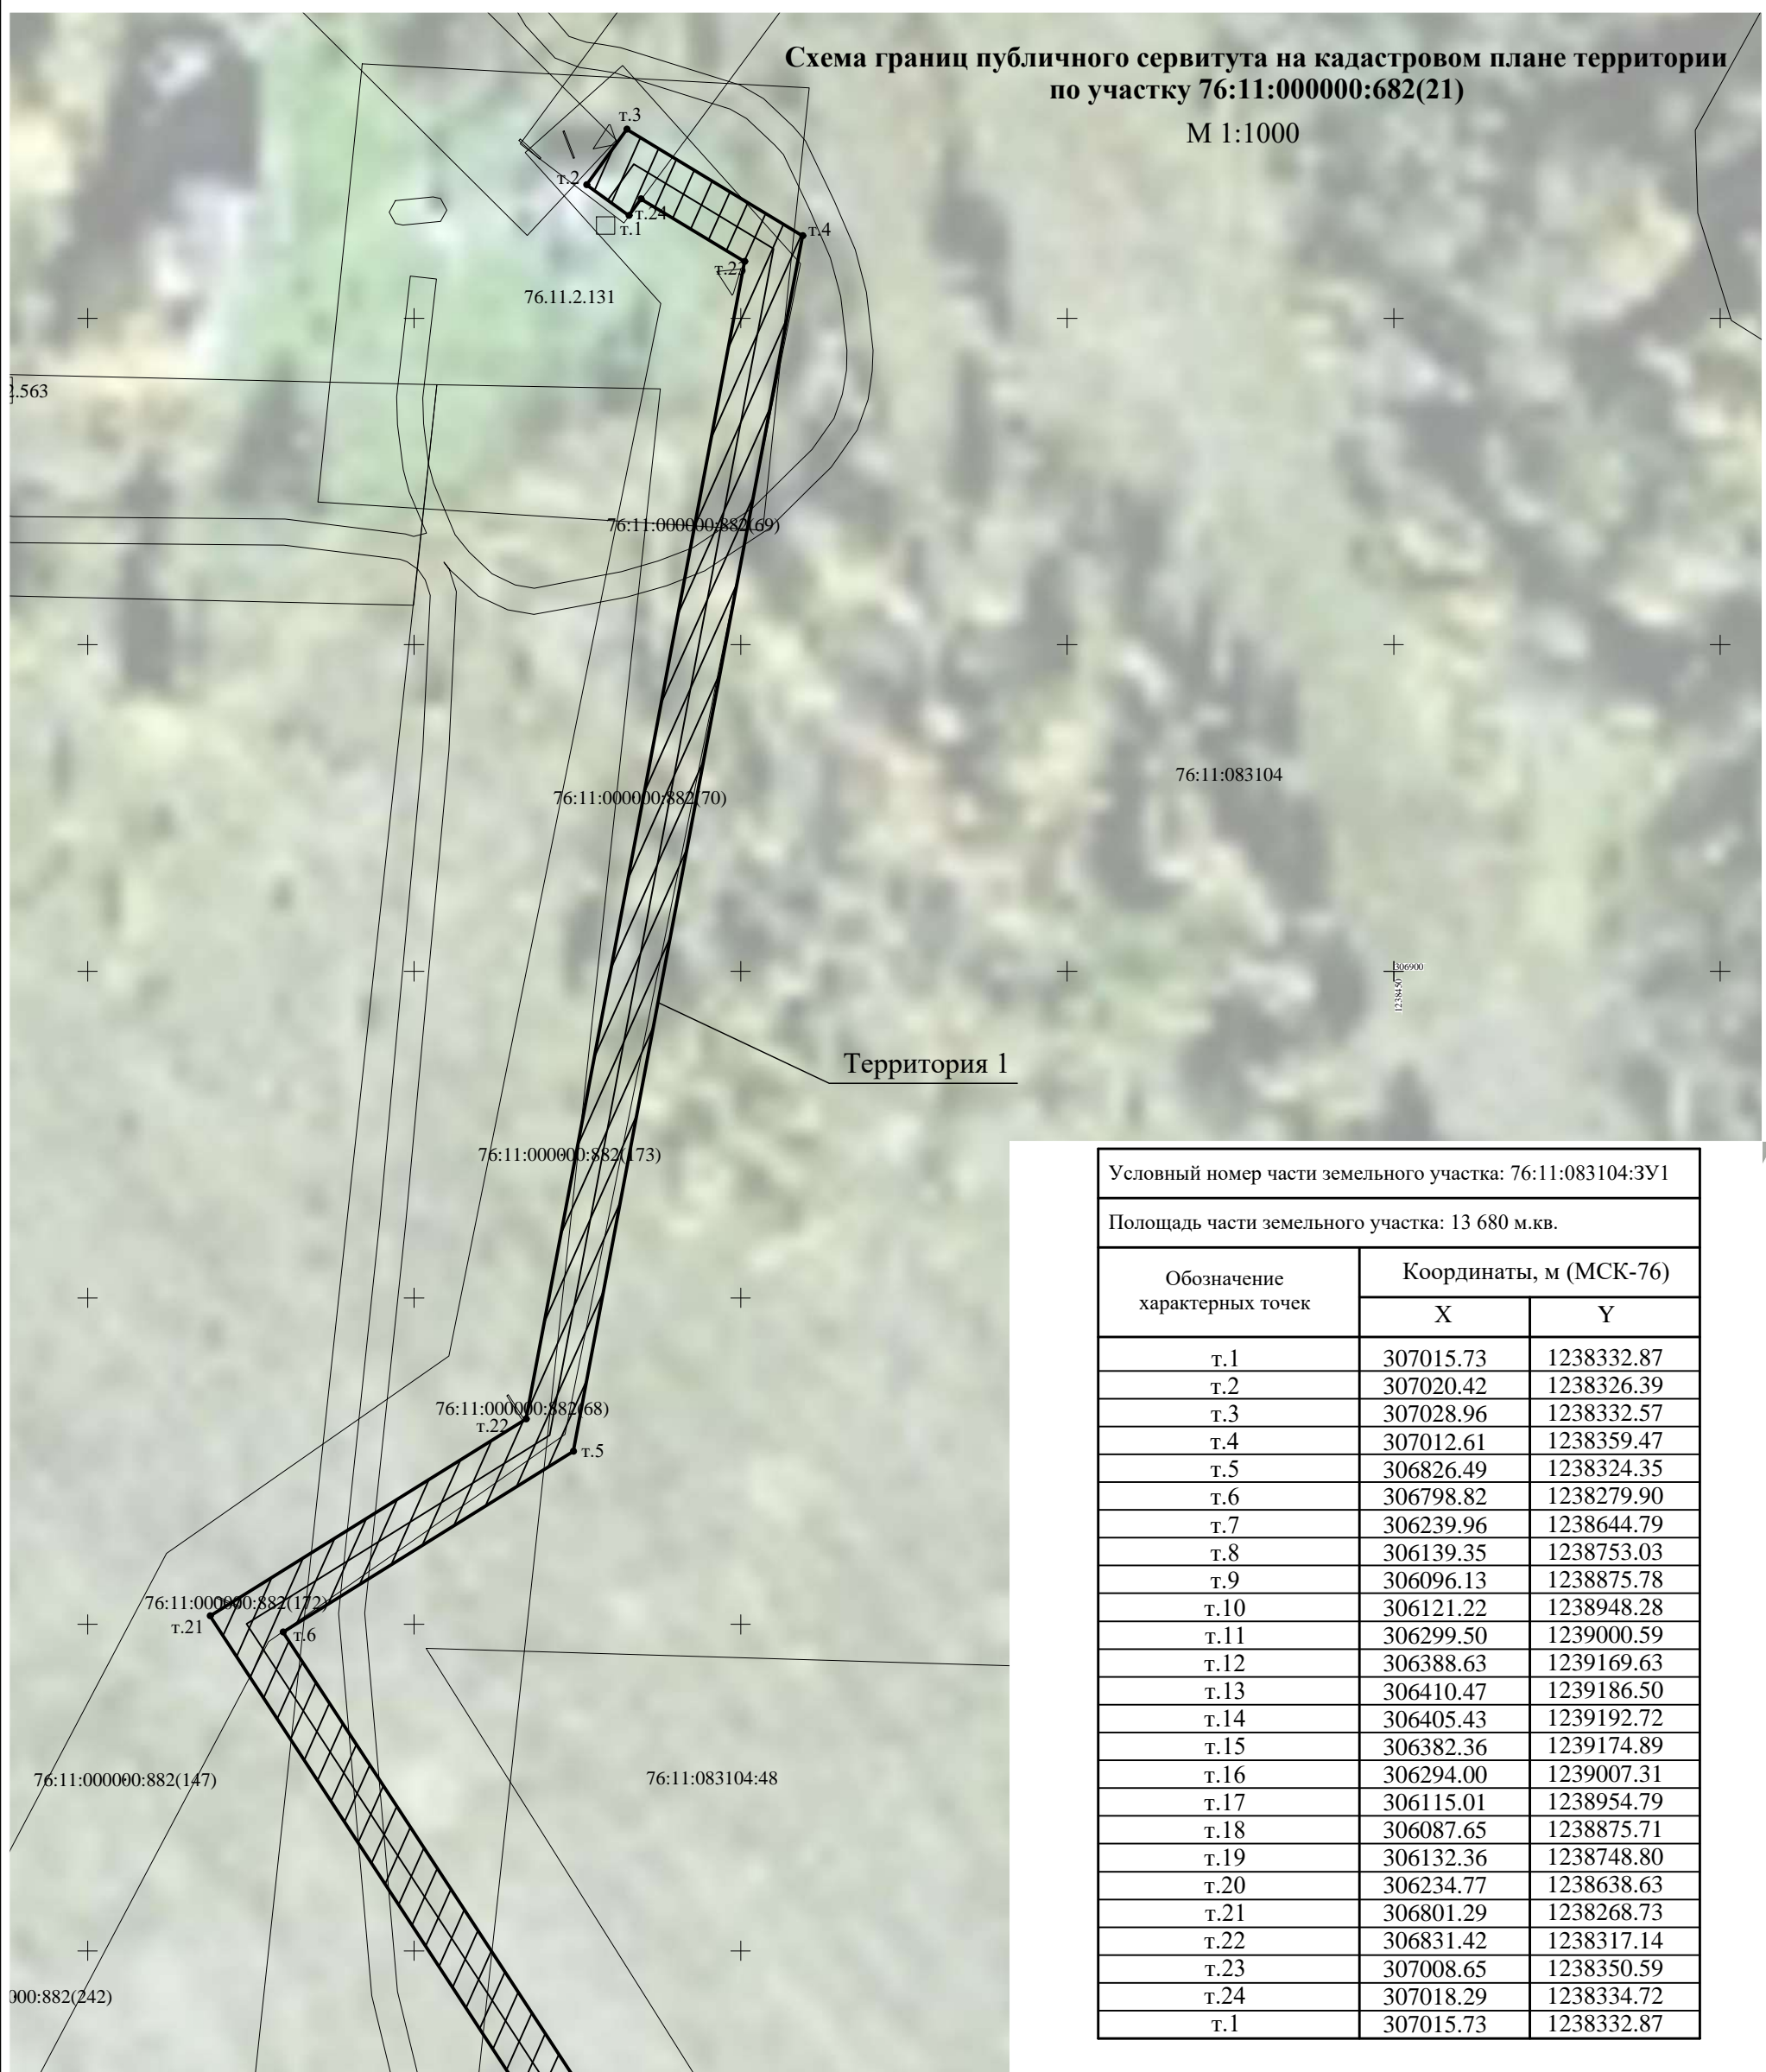 Схема границ публичного сервитута на кадастровом плане территории
по участку 76:11:000000:682(21)
М 1:1000
т.3
т.2
т.24
т.1
т.4
т.23
76.11.2.131
2.563
76:11:000000:882(69)
76:11:083104
76:11:000000:882(70)
306900
1238450
Территория 1
76:11:000000:882(173)
76:11:000000:882(68)
т.22
т.5
76:11:000000:882(172)
т.21
т.6
76:11:000000:882(147)
76:11:083104:48
000:882(242)
Условный номер части земельного участка: 76:11:083104:ЗУ1
Полощадь части земельного участка: 13 680 м.кв.
Обозначение
характерных точек
Координаты, м (МСК-76)
X Y
т.1 307015.73 1238332.87
т.2 307020.42 1238326.39
т.3 307028.96 1238332.57
т.4 307012.61 1238359.47
т.5 306826.49 1238324.35
т.6 306798.82 1238279.90
т.7 306239.96 1238644.79
т.8 306139.35 1238753.03
т.9 306096.13 1238875.78
т.10 306121.22 1238948.28
т.11 306299.50 1239000.59
т.12 306388.63 1239169.63
т.13 306410.47 1239186.50
т.14 306405.43 1239192.72
т.15 306382.36 1239174.89
т.16 306294.00 1239007.31
т.17 306115.01 1238954.79
т.18 306087.65 1238875.71
т.19 306132.36 1238748.80
т.20 306234.77 1238638.63
т.21 306801.29 1238268.73
т.22 306831.42 1238317.14
т.23 307008.65 1238350.59
т.24 307018.29 1238334.72
т.1 307015.73 1238332.87